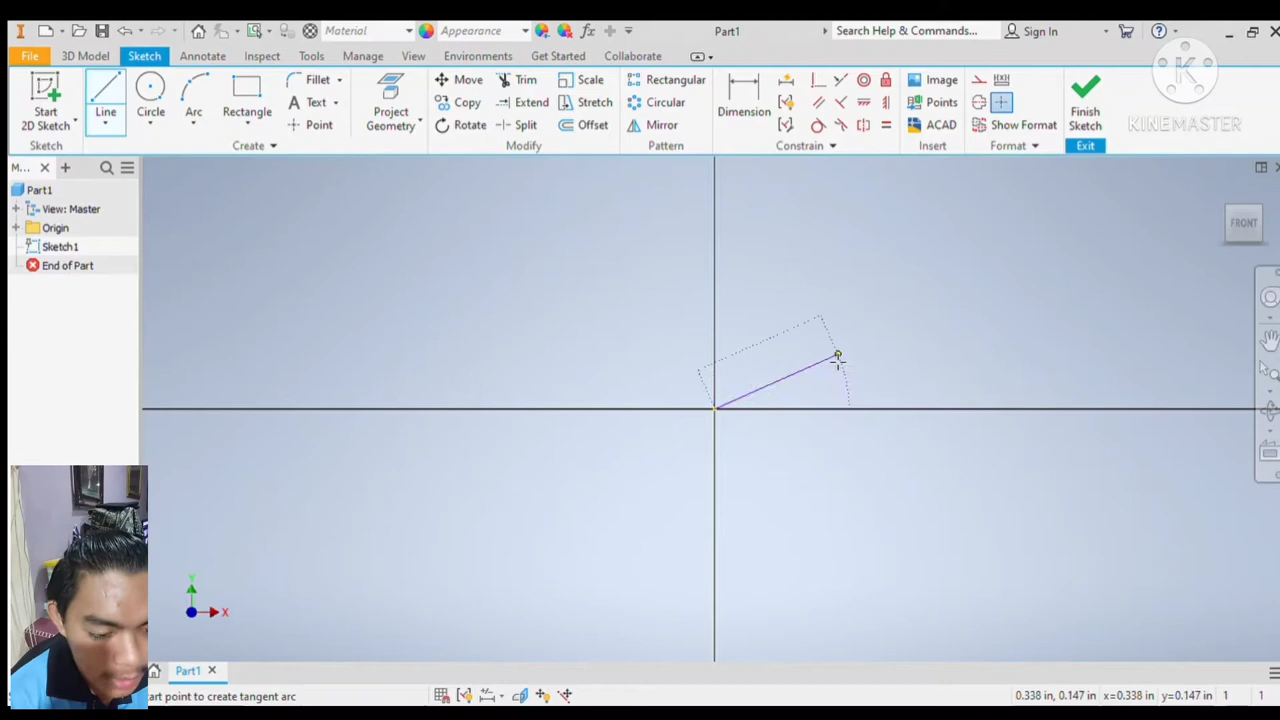 Material
Appearance
Part1
Search Help & Commands...
Sign In
File
3D Model
Sketch
Annotate
Inspect
Tools
Manage
View
Environments
Get Started
Collaborate
Start
2D Sketch
Line
Circle
Arc
Rectangle
Fillet
Text
Point
Project
Geometry
Move
Copy
Rotate
Trim
Extend
Split
Scale
Stretch
Offset
Rectangular
Circular
Mirror
Dimension
Image
Points
ACAD
Show Format
Finish
Sketch
K
KINEMASTER
Sketch
Create
Modify
Pattern
Constrain
Insert
Format
Exit
M...
Part1
View: Master
Origin
Sketch1
End of Part
FRONT
Y
X
Part1
tart point to create tangent arc
0.338 in, 0.147 in
x=0.338 in
y=0.147 in
1
1